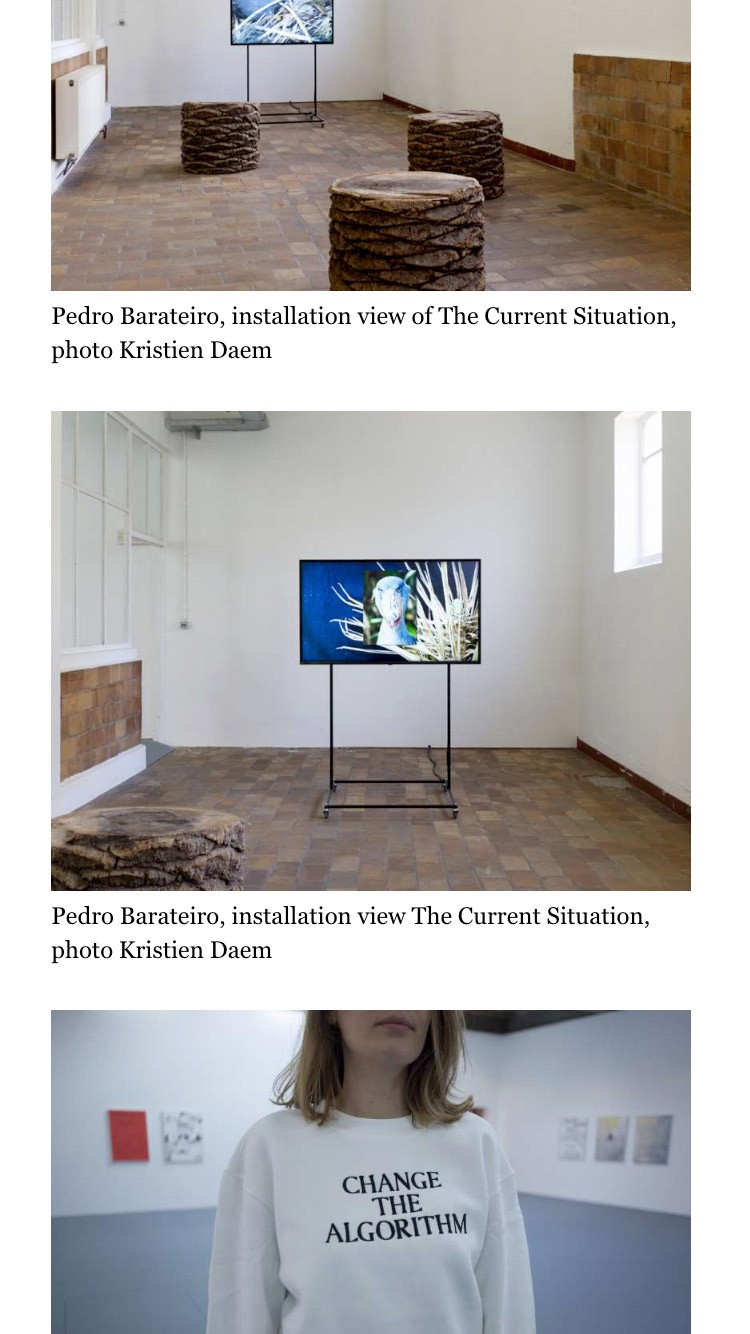 Pedro Barateiro, installation view of The Current Situation,
photo Kristien Daem
Pedro Barateiro, installation view The Current Situation,
photo Kristien Daem
CHANGE
THE
ALGORITHM